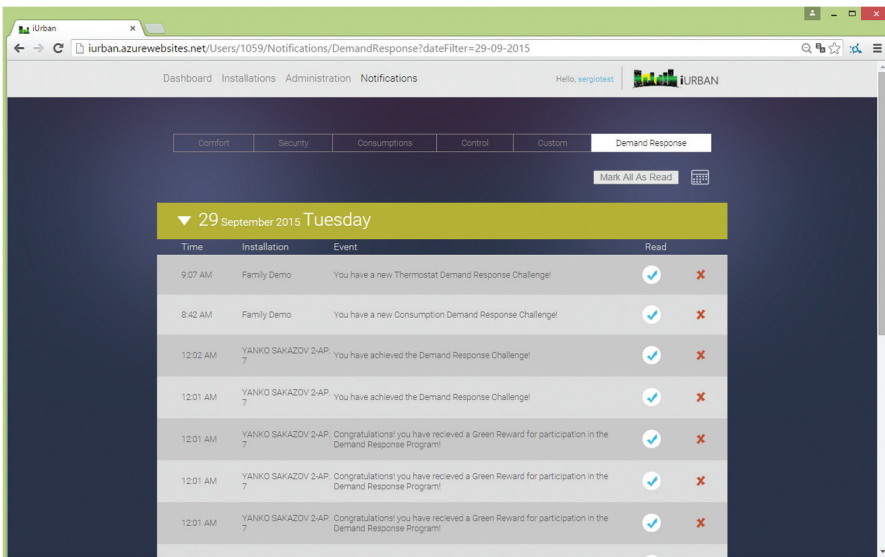 iUrban
iurban.azurewebsites.net/Users/1059/Notifications/DemandResponse?dateFilter=29-09-2015
Dashboard Installations Administration Notifications Hello, sergiotest iURBAN
Comfort Security Consumptions Control Custom Demand Response
Mark All As Read
29 September 2015 Tuesday
Time Installation Event Read
9:07 AM Family Demo You have a new Thermostat Demand Response Challenge!
8:42 AM Family Demo You have a new Consumption Demand Response Challenge!
12:02 AM YANKO SAKAZOV 2-AP. 7 You have achieved the Demand Response Challenge!
12:01 AM YANKO SAKAZOV 2-AP. 7 You have achieved the Demand Response Challenge!
12:01 AM YANKO SAKAZOV 2-AP. 7 Congratulations! you have recieved a Green Reward for participation in the
Demand Response Program!
12:01 AM YANKO SAKAZOV 2-AP. 7 Congratulations! you have recieved a Green Reward for participation in the
Demand Response Program!
12:01 AM YANKO SAKAZOV 2-AP. 7 Congratulations! you have recieved a Green Reward for participation in the
Demand Response Program!